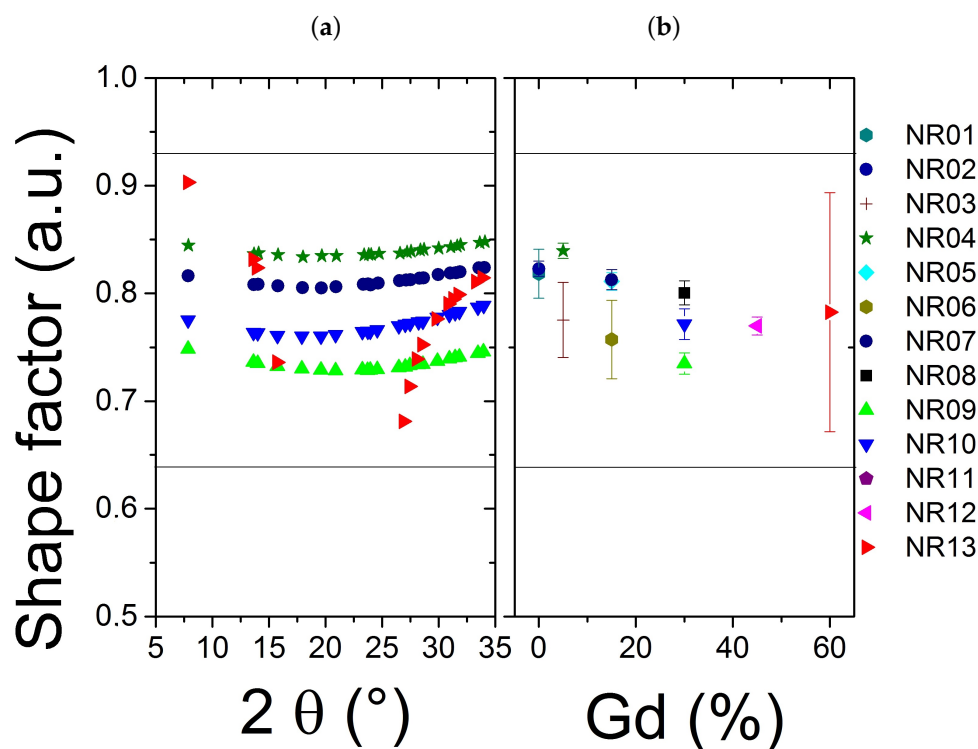 (a)
(b)
Shape factor (a.u.)
1.0
0.9
0.8
0.7
0.6
0.5
5 10 15 20 25 30 35
2 θ (°)
0 20 40 60
Gd (%)
NR01
NR02
NR03
NR04
NR05
NR06
NR07
NR08
NR09
NR10
NR11
NR12
NR13